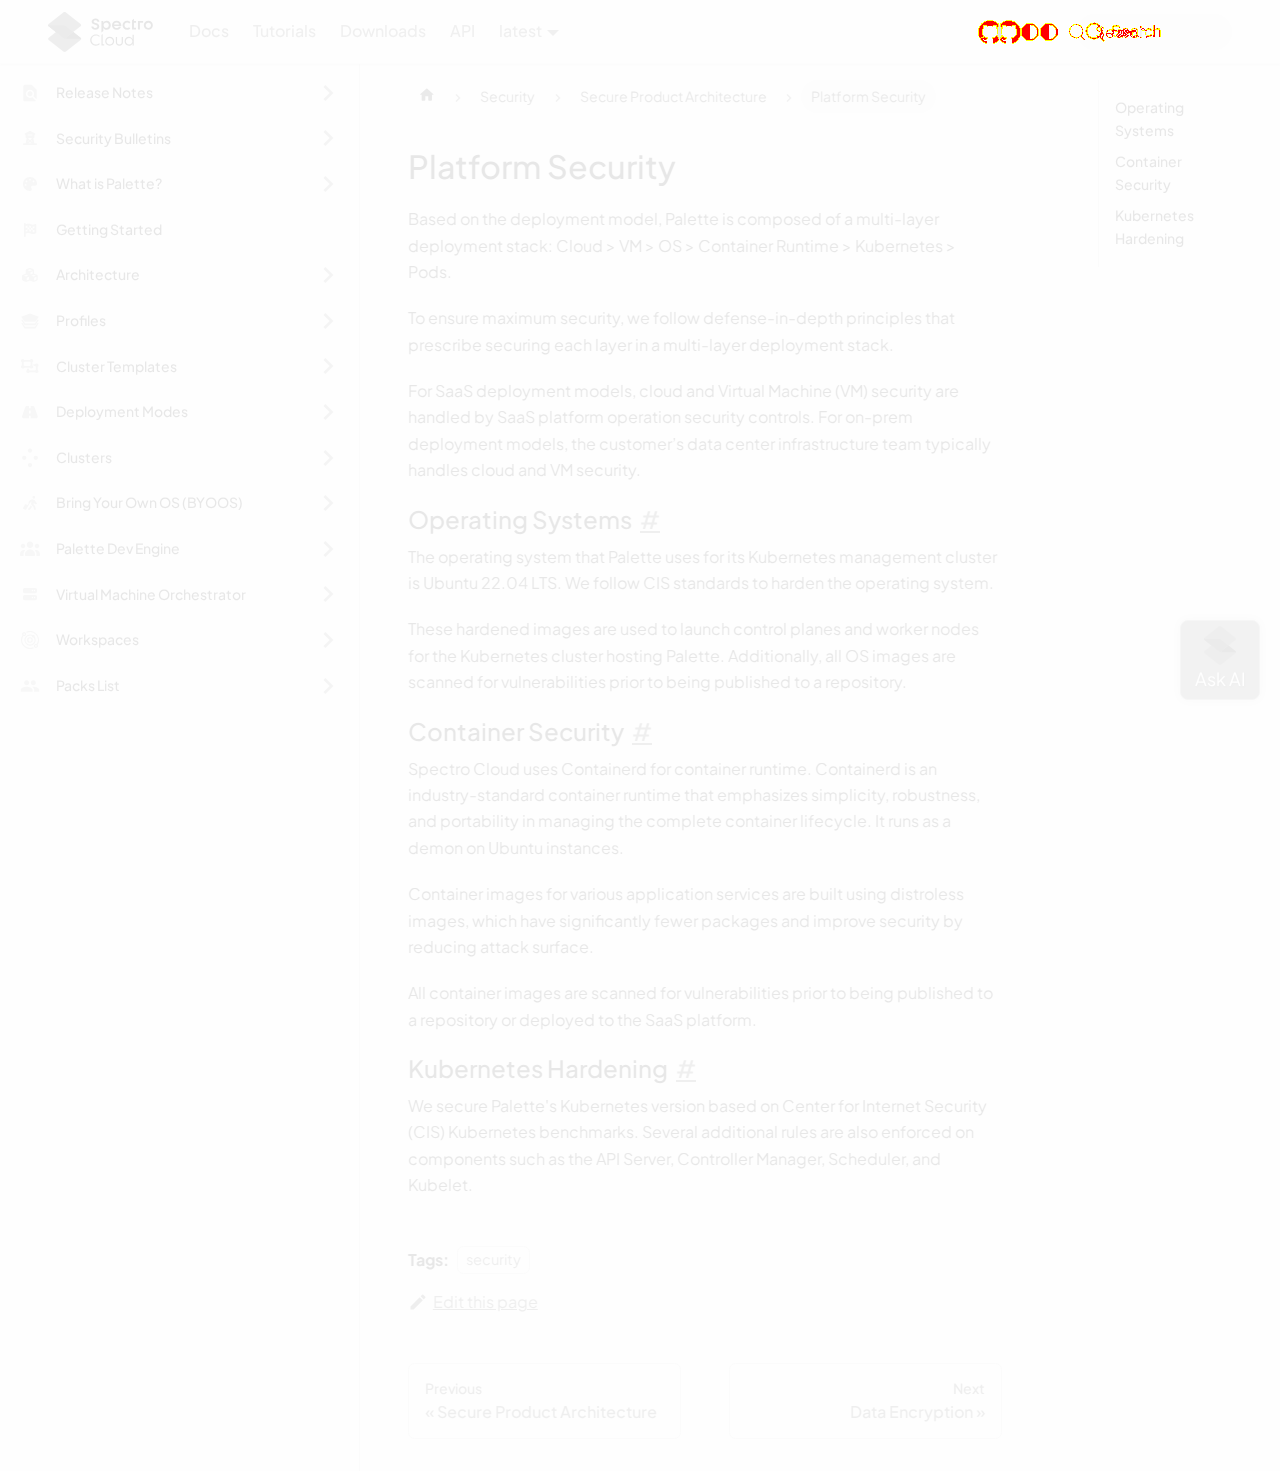 Spectro Cloud
Docs
Tutorials
Downloads
API
latest
Search
Release Notes
Security Bulletins
What is Palette?
Getting Started
Architecture
Profiles
Cluster Templates
Deployment Modes
Clusters
Bring Your Own OS (BYOOS)
Palette Dev Engine
Virtual Machine Orchestrator
Workspaces
Packs List
Security
Secure Product Architecture
Platform Security
Platform Security
Based on the deployment model, Palette is composed of a multi-layer
deployment stack: Cloud > VM > OS > Container Runtime > Kubernetes >
Pods.
To ensure maximum security, we follow defense-in-depth principles that
prescribe securing each layer in a multi-layer deployment stack.
For SaaS deployment models, cloud and Virtual Machine (VM) security are
handled by SaaS platform operation security controls. For on-prem
deployment models, the customer's data center infrastructure team typically
handles cloud and VM security.
Operating Systems #
The operating system that Palette uses for its Kubernetes management cluster
is Ubuntu 22.04 LTS. We follow CIS standards to harden the operating system.
These hardened images are used to launch control planes and worker nodes
for the Kubernetes cluster hosting Palette. Additionally, all OS images are
scanned for vulnerabilities prior to being published to a repository.
Container Security #
Spectro Cloud uses Containerd for container runtime. Containerd is an
industry-standard container runtime that emphasizes simplicity, robustness,
and portability in managing the complete container lifecycle. It runs as a
demon on Ubuntu instances.
Container images for various application services are built using distroless
images, which have significantly fewer packages and improve security by
reducing attack surface.
All container images are scanned for vulnerabilities prior to being published to
a repository or deployed to the SaaS platform.
Kubernetes Hardening #
We secure Palette's Kubernetes version based on Center for Internet Security
(CIS) Kubernetes benchmarks. Several additional rules are also enforced on
components such as the API Server, Controller Manager, Scheduler, and
Kubelet.
Tags: security
Edit this page
Previous
« Secure Product Architecture
Next
Data Encryption »
Operating
Systems
Container
Security
Kubernetes
Hardening
Ask AI